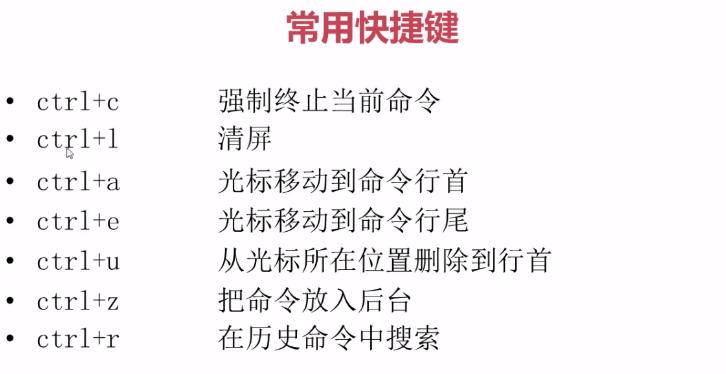 常用快捷键
• ctrl+c 强制终止当前命令
• ctrl+l 清屏
• ctrl+a 光标移动到命令行首
• ctrl+e 光标移动到命令行尾
• ctrl+u 从光标所在位置删除到行首
• ctrl+z 把命令放入后台
• ctrl+r 在历史命令中搜索